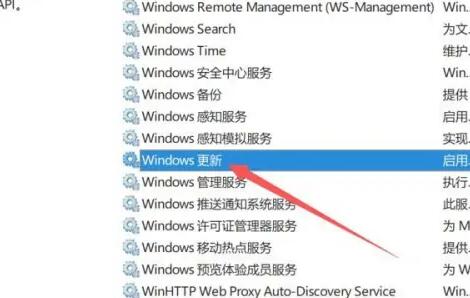 API。
Windows Remote Management (WS-Management) Win...
Windows Search 为文...
Windows Time 维护...
Windows 安全中心服务 Win...
Windows 备份 提供
Windows 感知服务 启用...
Windows 感知模拟服务 实现...
Windows 更新 启用...
Windows 管理服务 执行...
Windows 推送通知系统服务 此服...
Windows 许可证管理器服务 为 M
Windows 移动热点服务 提供
Windows 预览体验成员服务 为 W
WinHTTP Web Proxy Auto-Discovery Service Win...